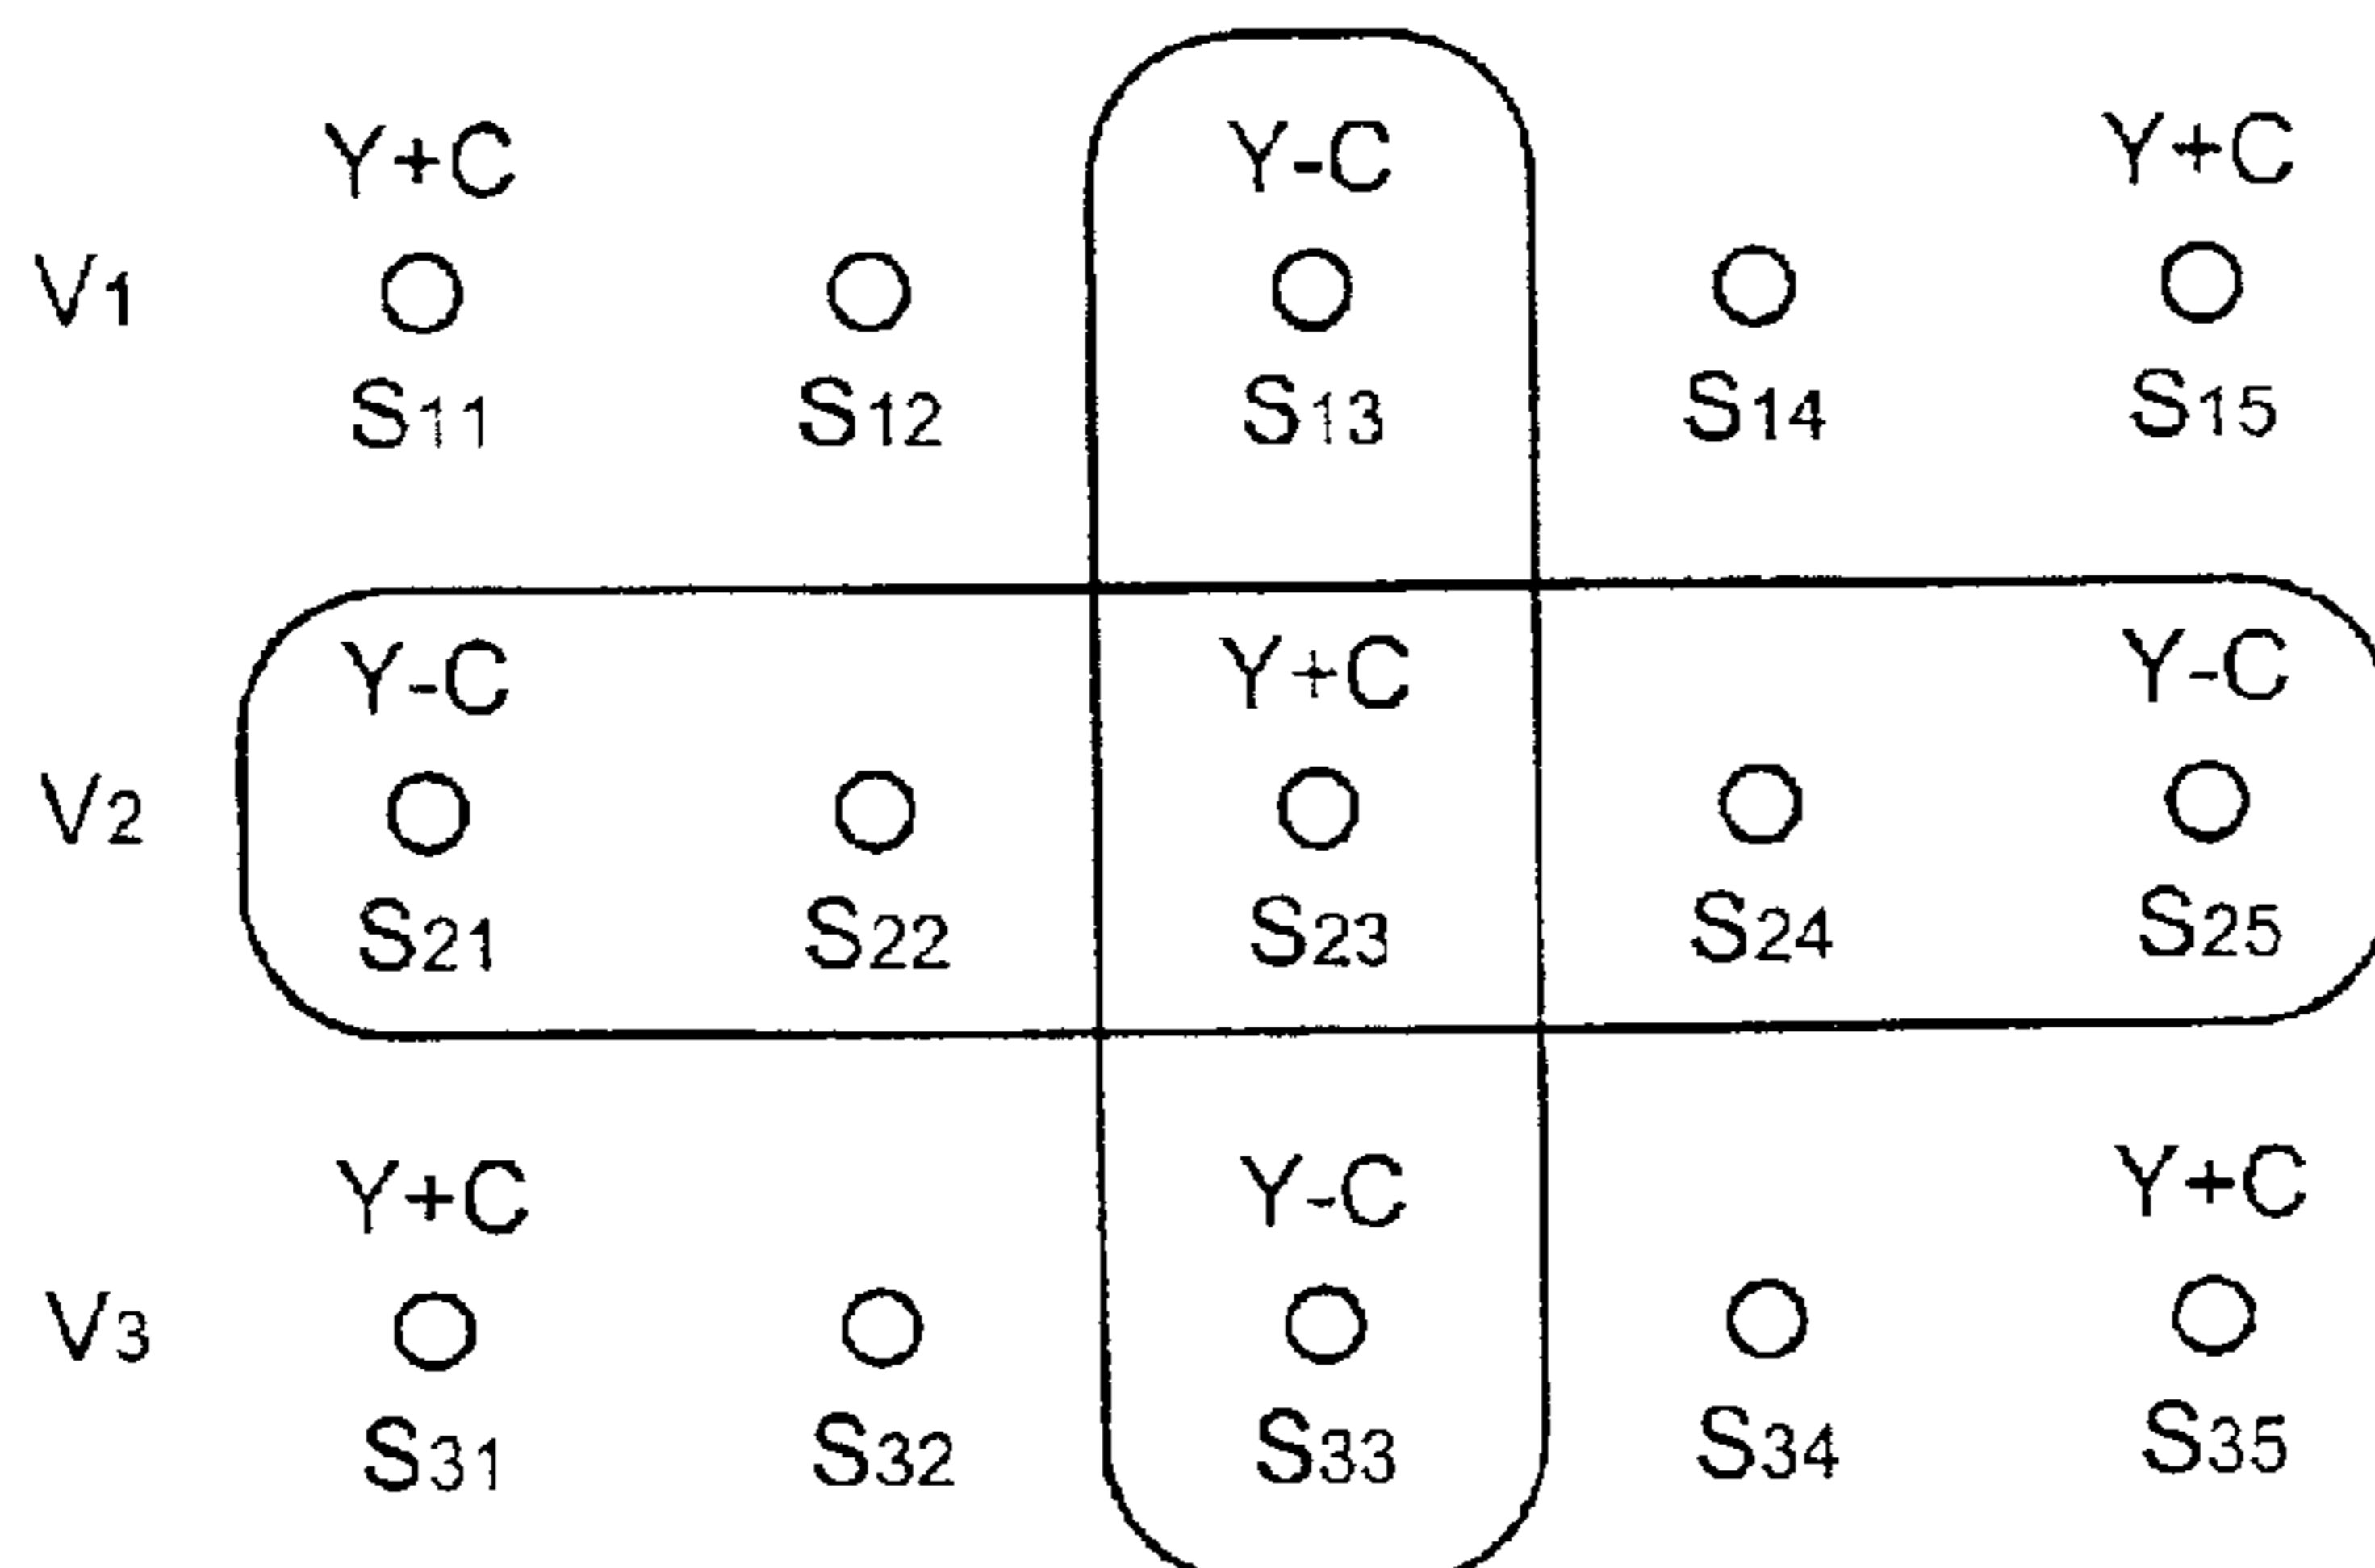 Y+C Y-C Y+C
V1
S11 S12 S13 S14 S15
Y-C Y+C Y-C
V2
S21 S22 S23 S24 S25
Y+C Y-C Y+C
V3
S31 S32 S33 S34 S35